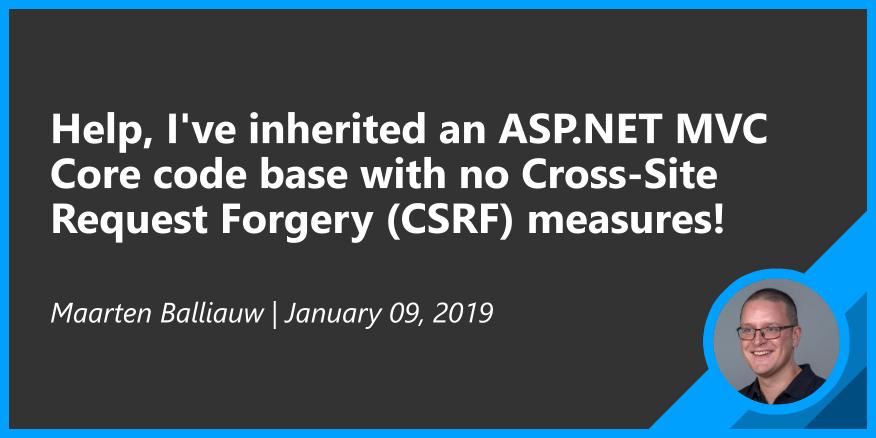 Help, I've inherited an ASP.NET MVC
Core code base with no Cross-Site
Request Forgery (CSRF) measures!
Maarten Balliauw | January 09, 2019